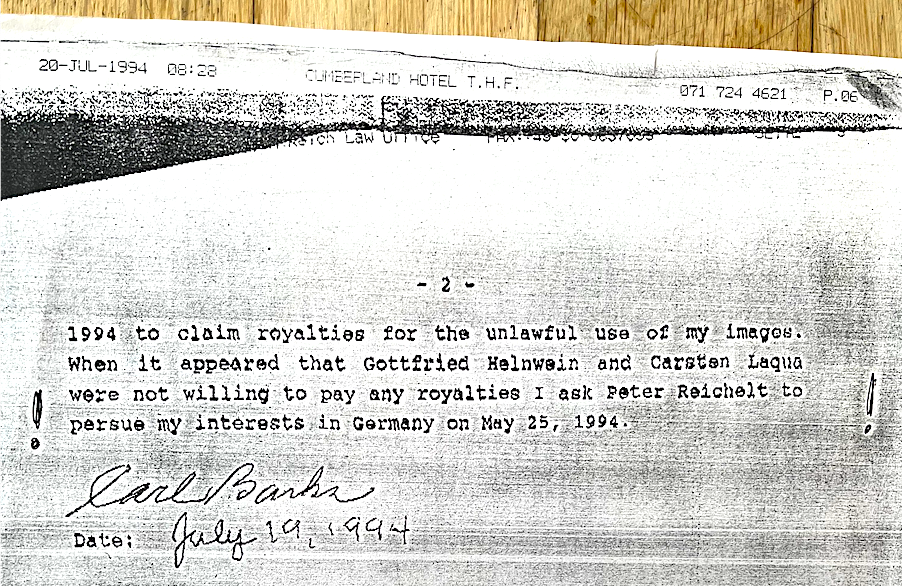 20-JUL-1994 08:28 CUMBERLAND HOTEL T.H.F. 071 724 4621 P.06
Law Office
- 2 -
1994 to claim royalties for the unlawful use of my images.
When it appeared that Gottfried Helnwein and Carsten Laqua
were not willing to pay any royalties I ask Peter Reichelt to
persue my interests in Germany on May 25, 1994.
! !
Carl Barks
Date: July 19, 1994